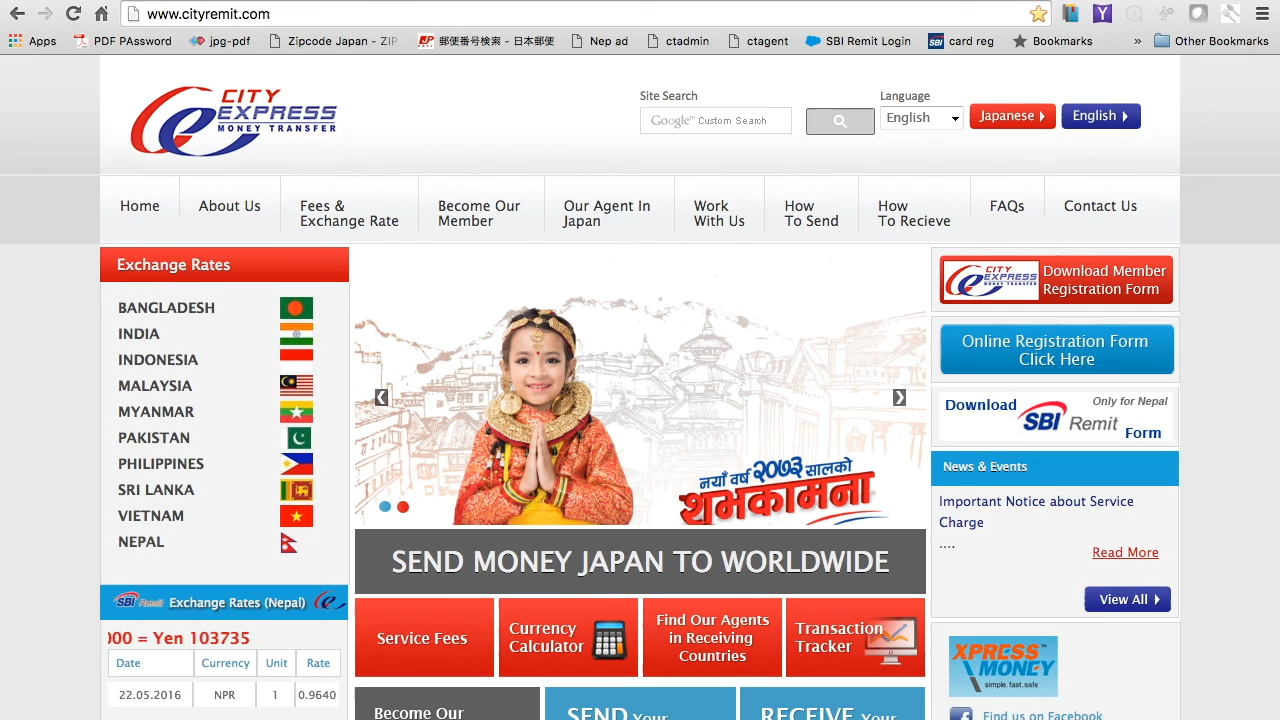 www.cityremit.com
Apps
PDF PAssword
jpg-pdf
Zipcode Japan - ZIP
郵便番号検索 - 日本郵便
Nep ad
ctadmin
ctagent
SBI Remit Login
card reg
Bookmarks
»
Other Bookmarks
CITY
EXPRESS
MONEY TRANSFER
Site Search
Google™ Custom Search
Language
English
Japanese
English
Home
About Us
Fees &
Exchange Rate
Become Our
Member
Our Agent In
Japan
Work
With Us
How
To Send
How
To Recieve
FAQs
Contact Us
Exchange Rates
BANGLADESH
INDIA
INDONESIA
MALAYSIA
MYANMAR
PAKISTAN
PHILIPPINES
SRI LANKA
VIETNAM
NEPAL
SBI Remit Exchange Rates (Nepal)
000 = Yen 103735
Date Currency Unit Rate
22.05.2016 NPR 1 0.9640
नयाँ वर्ष २०७३ सालको
शुभकामना
SEND MONEY JAPAN TO WORLDWIDE
Service Fees
Currency
Calculator
Find Our Agents
in Receiving
Countries
Transaction
Tracker
Become Our
SEND Your
RECEIVE Your
CITY
EXPRESS
MONEY TRANSFER
Download Member
Registration Form
Online Registration Form
Click Here
Download
SBI Remit
Only for Nepal
Form
News & Events
Important Notice about Service
Charge
....
Read More
View All
XPRESS™
MONEY
simple.fast.safe
Find us on Facebook